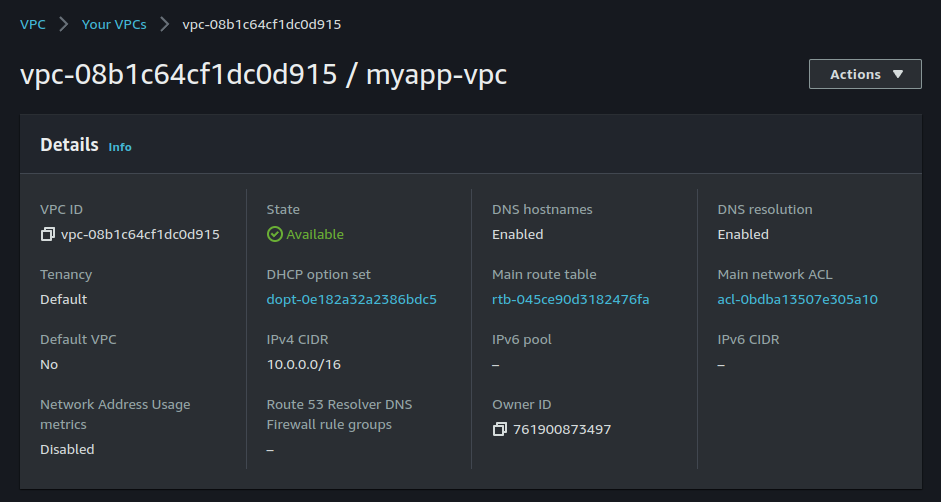 VPC > Your VPCs > vpc-08b1c64cf1dc0d915
vpc-08b1c64cf1dc0d915 / myapp-vpc
Actions ▼
Details Info
VPC ID
vpc-08b1c64cf1dc0d915
State
Available
DNS hostnames
Enabled
DNS resolution
Enabled
Tenancy
Default
DHCP option set
dopt-0e182a32a2386bdc5
Main route table
rtb-045ce90d3182476fa
Main network ACL
acl-0bdba13507e305a10
Default VPC
No
IPv4 CIDR
10.0.0.0/16
IPv6 pool
–
IPv6 CIDR
–
Network Address Usage
metrics
Disabled
Route 53 Resolver DNS
Firewall rule groups
–
Owner ID
761900873497